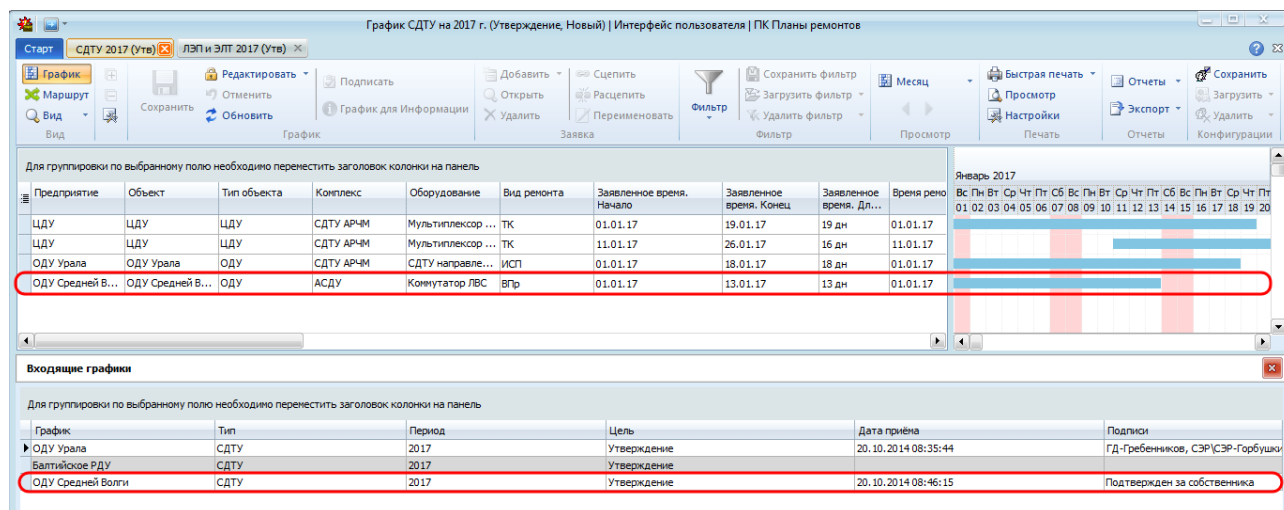 График СДТУ на 2017 г. (Утверждение, Новый) | Интерфейс пользователя | ПК Планы ремонтов
Старт СДТУ 2017 (Утв) ЛЭП и ЭЛТ 2017 (Утв)
График Редактировать Подписать Добавить Сцепить Сохранить фильтр Месяц Быстрая печать Отчеты Сохранить
Маршрут Сохранить Отменить График для Информации Открыть Расцепить Фильтр Загрузить фильтр Просмотр Экспорт Загрузить
Вид Обновить Удалить Переименовать Удалить фильтр Настройки Удалить
Вид График Заявка Фильтр Просмотр Печать Отчеты Конфигурации
Для группировки по выбранному полю необходимо переместить заголовок колонки на панель
Январь 2017
Предприятие Объект Тип объекта Комплекс Оборудование Вид ремонта Заявленное время. Начало Заявленное время. Конец Заявленное время. Дл... Время рено
Вс Пн Вт Ср Чт Пт Сб Вс Пн Вт Ср Чт Пт Сб Вс Пн Вт Ср Чт Пт
01 02 03 04 05 06 07 08 09 10 11 12 13 14 15 16 17 18 19 20
ЦДУ ЦДУ ЦДУ СДТУ АРЧМ Мультиплексор ... ТК 01.01.17 19.01.17 19 дн 01.01.17
ЦДУ ЦДУ ЦДУ СДТУ АРЧМ Мультиплексор ... ТК 11.01.17 26.01.17 16 дн 11.01.17
ОДУ Урала ОДУ Урала ОДУ СДТУ АРЧМ СДТУ направле... ИСП 01.01.17 18.01.17 18 дн 01.01.17
ОДУ Средней В... ОДУ Средней В... ОДУ АСДУ Коммутатор ЛВС ВПр 01.01.17 13.01.17 13 дн 01.01.17
Входящие графики
Для группировки по выбранному полю необходимо переместить заголовок колонки на панель
График Тип Период Цель Дата приёма Подписи
ОДУ Урала СДТУ 2017 Утверждение 20.10.2014 08:35:44 ГД-Гребенников, СЭР\СЭР-Горбушки
Балтийское РДУ СДТУ 2017 Утверждение
ОДУ Средней Волги СДТУ 2017 Утверждение 20.10.2014 08:46:15 Подтвержден за собственника